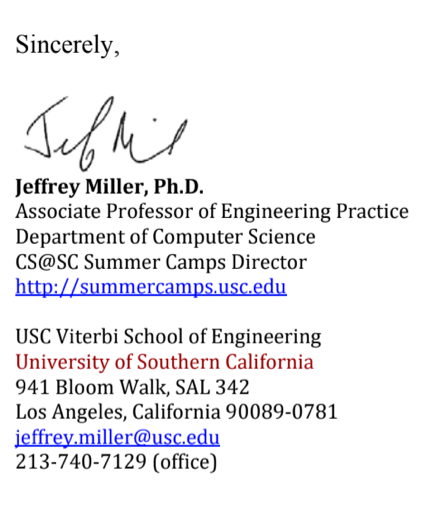 Sincerely,
Jeff Mil
Jeffrey Miller, Ph.D.
Associate Professor of Engineering Practice
Department of Computer Science
CS@SC Summer Camps Director
http://summercamps.usc.edu
USC Viterbi School of Engineering
University of Southern California
941 Bloom Walk, SAL 342
Los Angeles, California 90089-0781
jeffrey.miller@usc.edu
213-740-7129 (office)